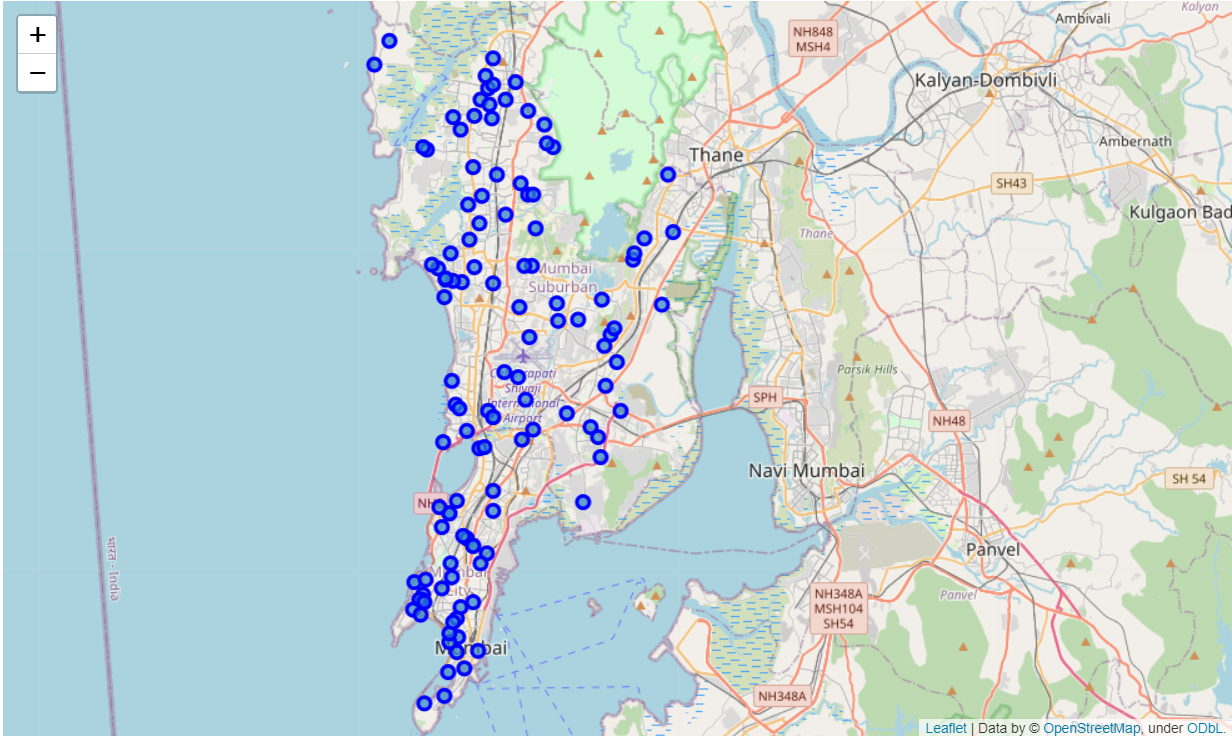 +
−
Ambivali
Kalyan
NH848
MSH4
Kalyan-Dombivli
Ambernath
Thane
SH43
Kulgaon Bad
Thane
Mumbai
Suburban
Parsik Hills
Chhatrapati
Shivaji
International
Airport
SPH
NH48
Navi Mumbai
SH 54
NH
Panvel
भारत - India
Mumbai
City
NH348A
MSH104
SH54
Panvel
Mumbai
NH348A
Leaflet | Data by © OpenStreetMap, under ODbL.